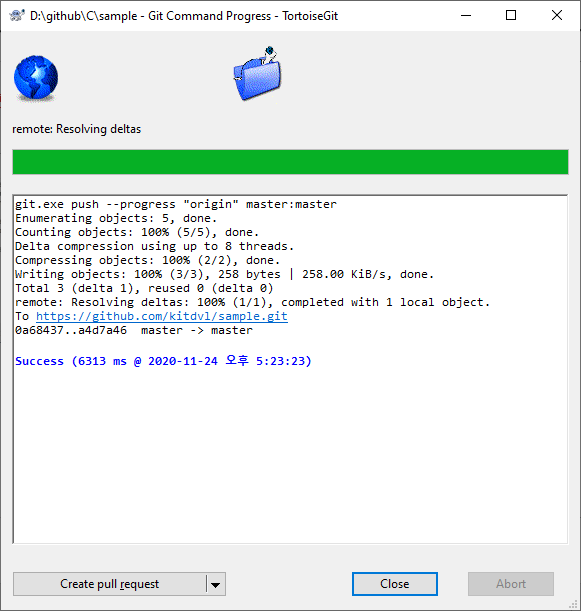 D:\github\C\sample - Git Command Progress - TortoiseGit
remote: Resolving deltas
git.exe push --progress "origin" master:master
Enumerating objects: 5, done.
Counting objects: 100% (5/5), done.
Delta compression using up to 8 threads.
Compressing objects: 100% (2/2), done.
Writing objects: 100% (3/3), 258 bytes | 258.00 KiB/s, done.
Total 3 (delta 1), reused 0 (delta 0)
remote: Resolving deltas: 100% (1/1), completed with 1 local object.
To https://github.com/kitdvl/sample.git
0a68437..a4d7a46  master -> master
Success (6313 ms @ 2020-11-24 오후 5:23:23)
Create pull request
Close
Abort